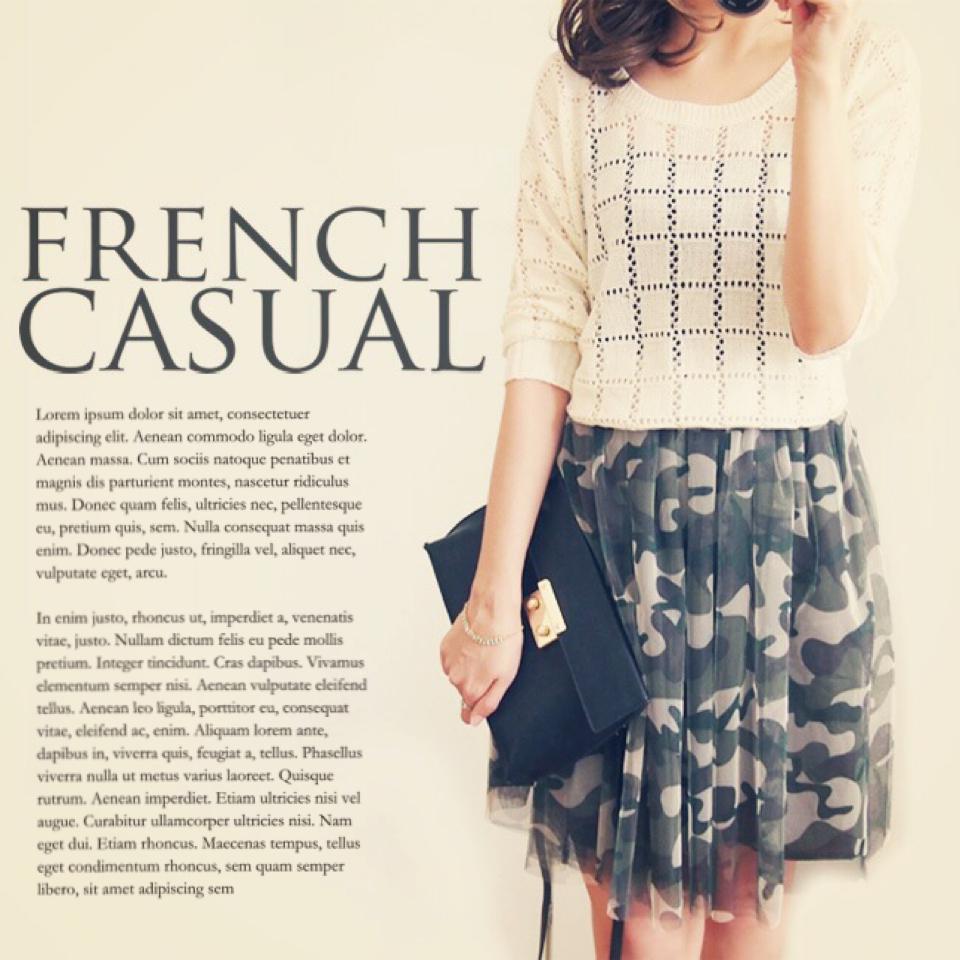 FRENCH
CASUAL
Lorem ipsum dolor sit amet, consectetuer
adipiscing elit. Aenean commodo ligula eget dolor.
Aenean massa. Cum sociis natoque penatibus et
magnis dis parturient montes, nascetur ridiculus
mus. Donec quam felis, ultricies nec, pellentesque
eu, pretium quis, sem. Nulla consequat massa quis
enim. Donec pede justo, fringilla vel, aliquet nec,
vulputate eget, arcu.
In enim justo, rhoncus ut, imperdiet a, venenatis
vitae, justo. Nullam dictum felis eu pede mollis
pretium. Integer tincidunt. Cras dapibus. Vivamus
elementum semper nisi. Aenean vulputate eleifend
tellus. Aenean leo ligula, porttitor eu, consequat
vitae, eleifend ac, enim. Aliquam lorem ante,
dapibus in, viverra quis, feugiat a, tellus. Phasellus
viverra nulla ut metus varius laoreet. Quisque
rutrum. Aenean imperdiet. Etiam ultricies nisi vel
augue. Curabitur ullamcorper ultricies nisi. Nam
eget dui. Etiam rhoncus. Maecenas tempus, tellus
eget condimentum rhoncus, sem quam semper
libero, sit amet adipiscing sem